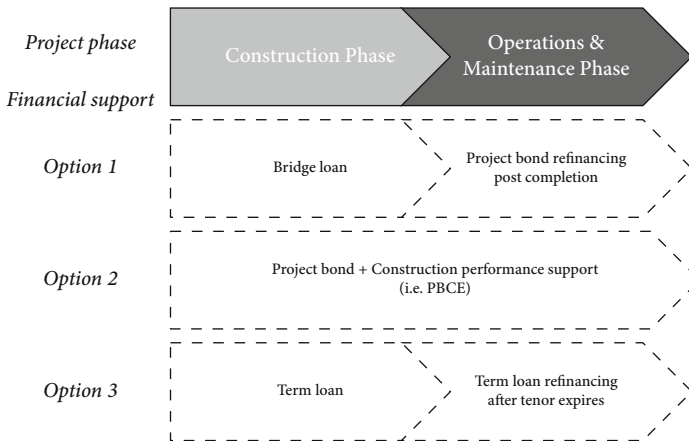 Project phase
Construction Phase
Operations &
Maintenance Phase
Financial support
Option 1
Bridge loan
Project bond refinancing
post completion
Option 2
Project bond + Construction performance support
(i.e. PBCE)
Option 3
Term loan
Term loan refinancing
after tenor expires